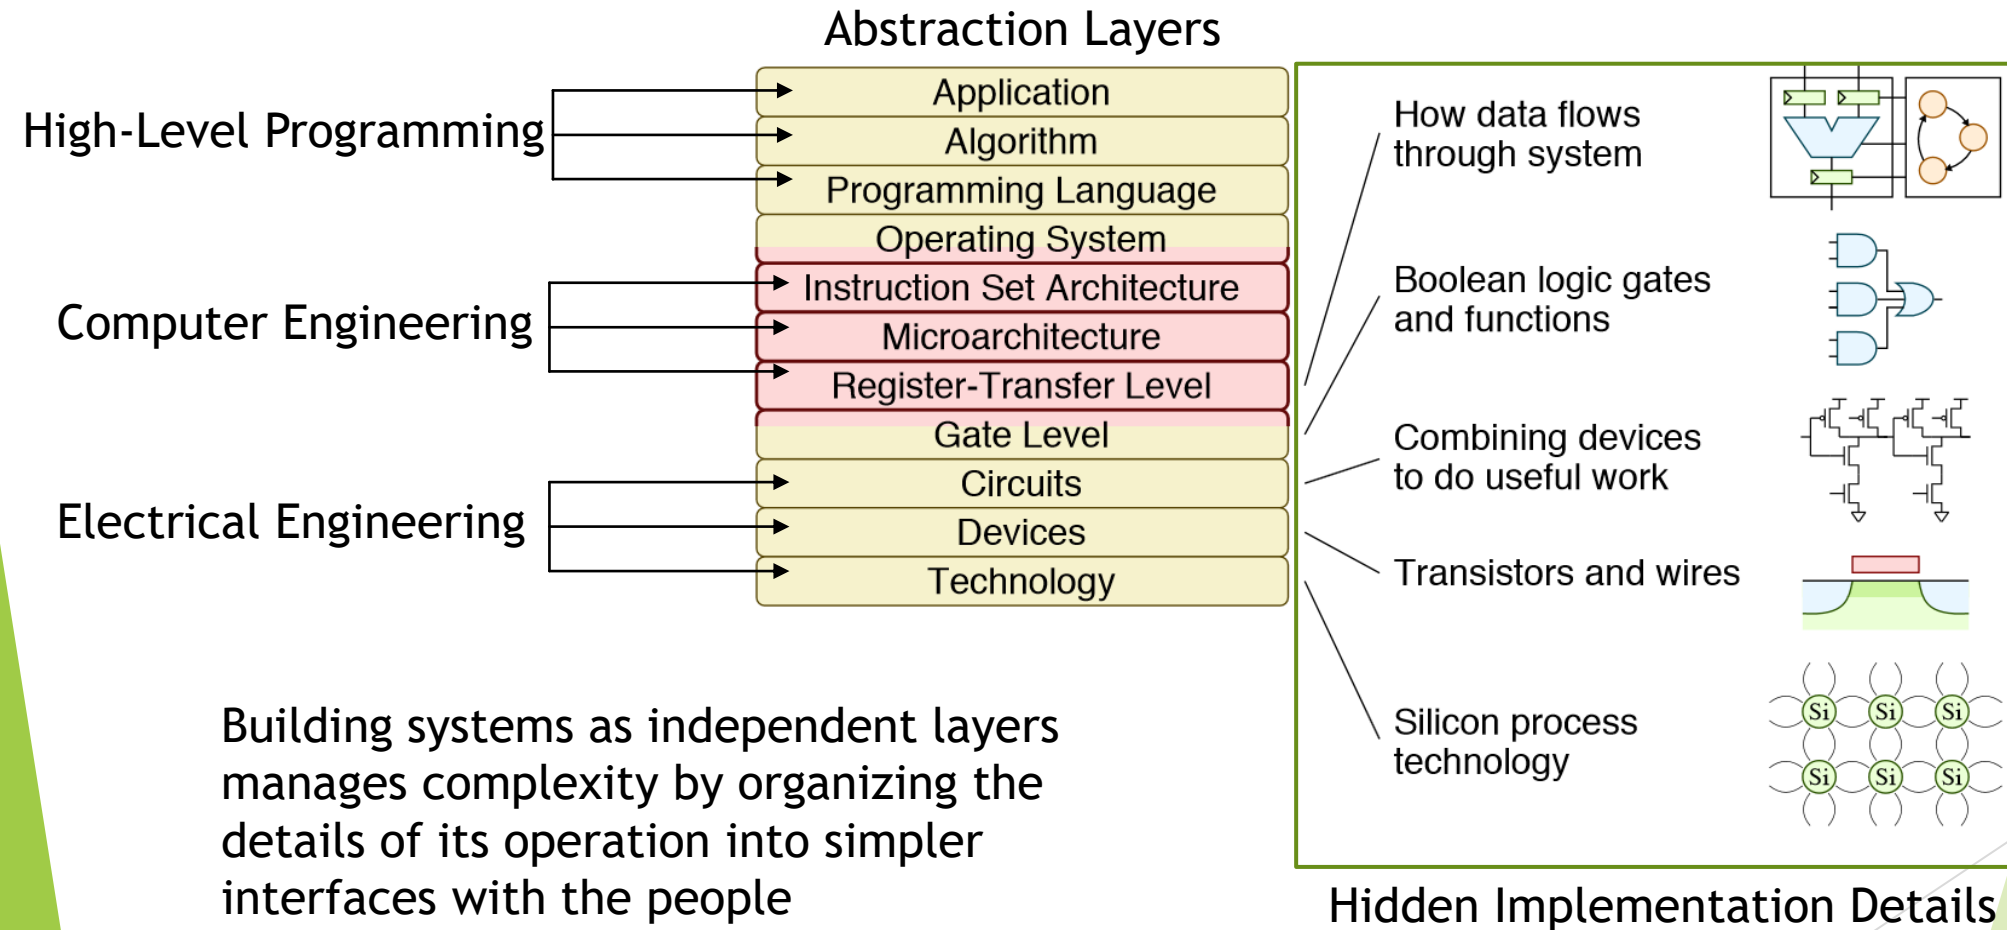 Abstraction Layers
High-Level Programming
Computer Engineering
Electrical Engineering
Application
Algorithm
Programming Language
Operating System
Instruction Set Architecture
Microarchitecture
Register-Transfer Level
Gate Level
Circuits
Devices
Technology
How data flows
through system
Boolean logic gates
and functions
Combining devices
to do useful work
Transistors and wires
Silicon process
technology
Si Si Si
Si Si Si
Building systems as independent layers
manages complexity by organizing the
details of its operation into simpler
interfaces with the people
Hidden Implementation Details